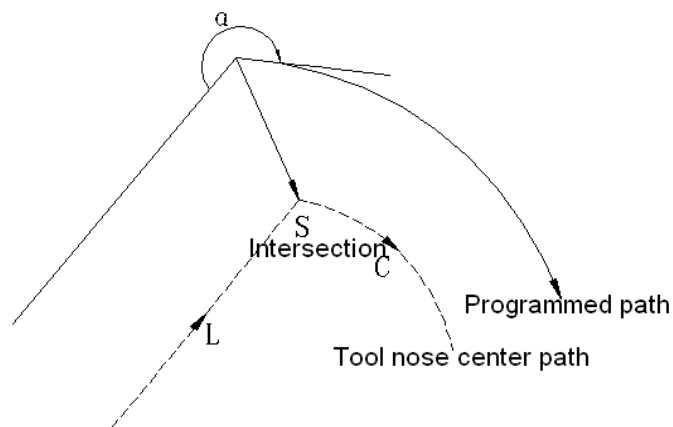 α
S
Intersection
C
Programmed path
L
Tool nose center path